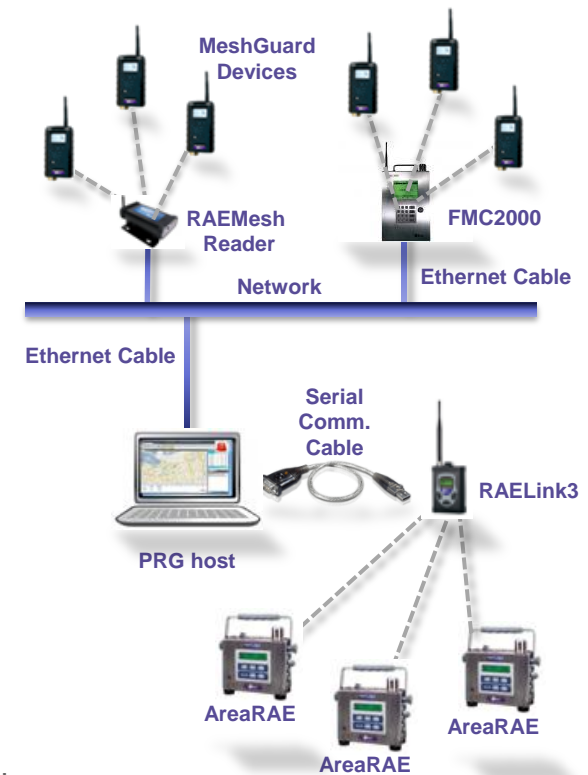 MeshGuard
Devices
RAEMesh
Reader
FMC2000
Ethernet Cable
Network
Ethernet Cable
Serial
Comm.
Cable
RAELink3
PRG host
AreaRAE
AreaRAE
AreaRAE